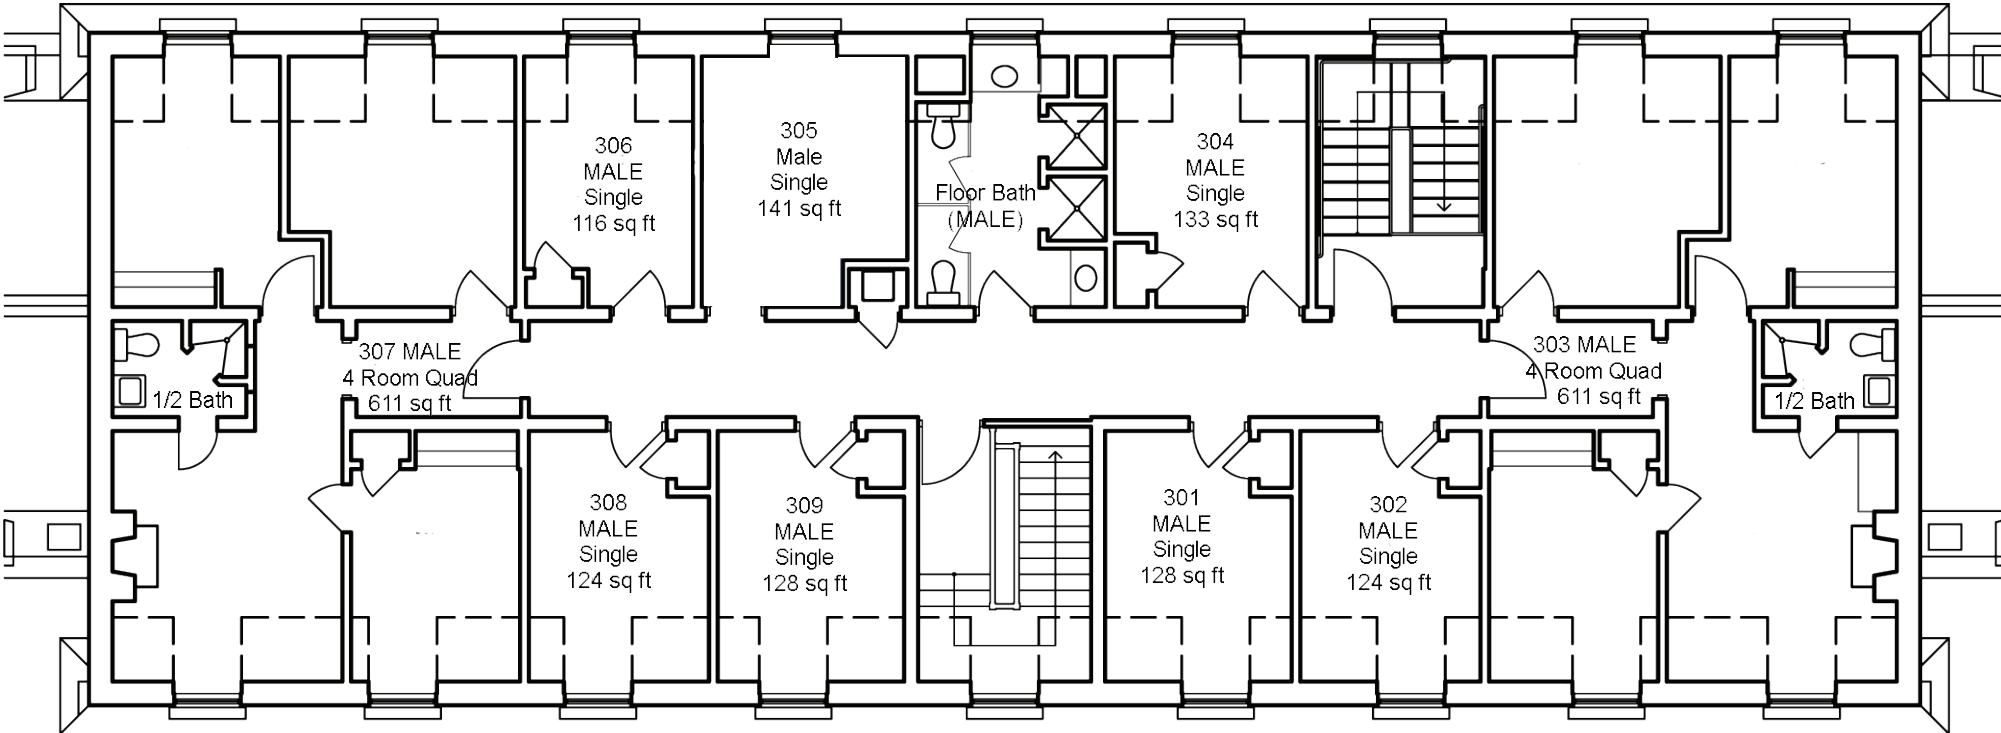 306
MALE
Single
116 sq ft
305
Male
Single
141 sq ft
Floor Bath
(MALE)
304
MALE
Single
133 sq ft
307 MALE
4 Room Quad
611 sq ft
1/2 Bath
303 MALE
4 Room Quad
611 sq ft
1/2 Bath
308
MALE
Single
124 sq ft
309
MALE
Single
128 sq ft
301
MALE
Single
128 sq ft
302
MALE
Single
124 sq ft